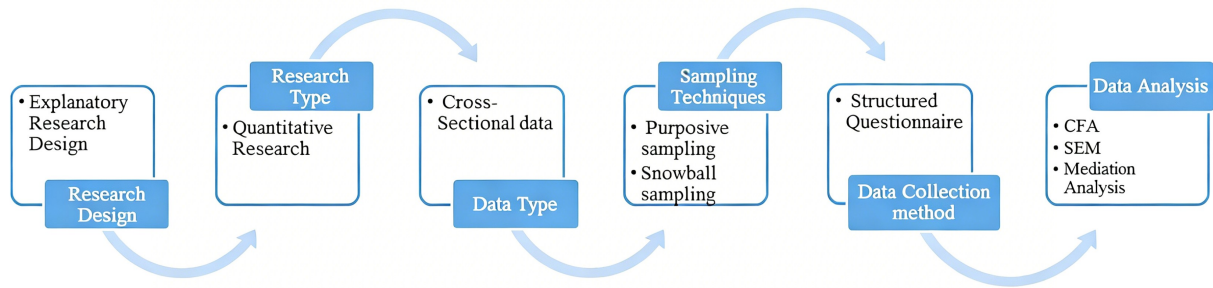 • Explanatory
Research
Design
Research
Design
Research
Type
• Quantitative
Research
• Cross-
Sectional data
Data Type
Sampling
Techniques
• Purposive
sampling
• Snowball
sampling
• Structured
Questionnaire
Data Collection
method
Data Analysis
• CFA
• SEM
• Mediation
Analysis